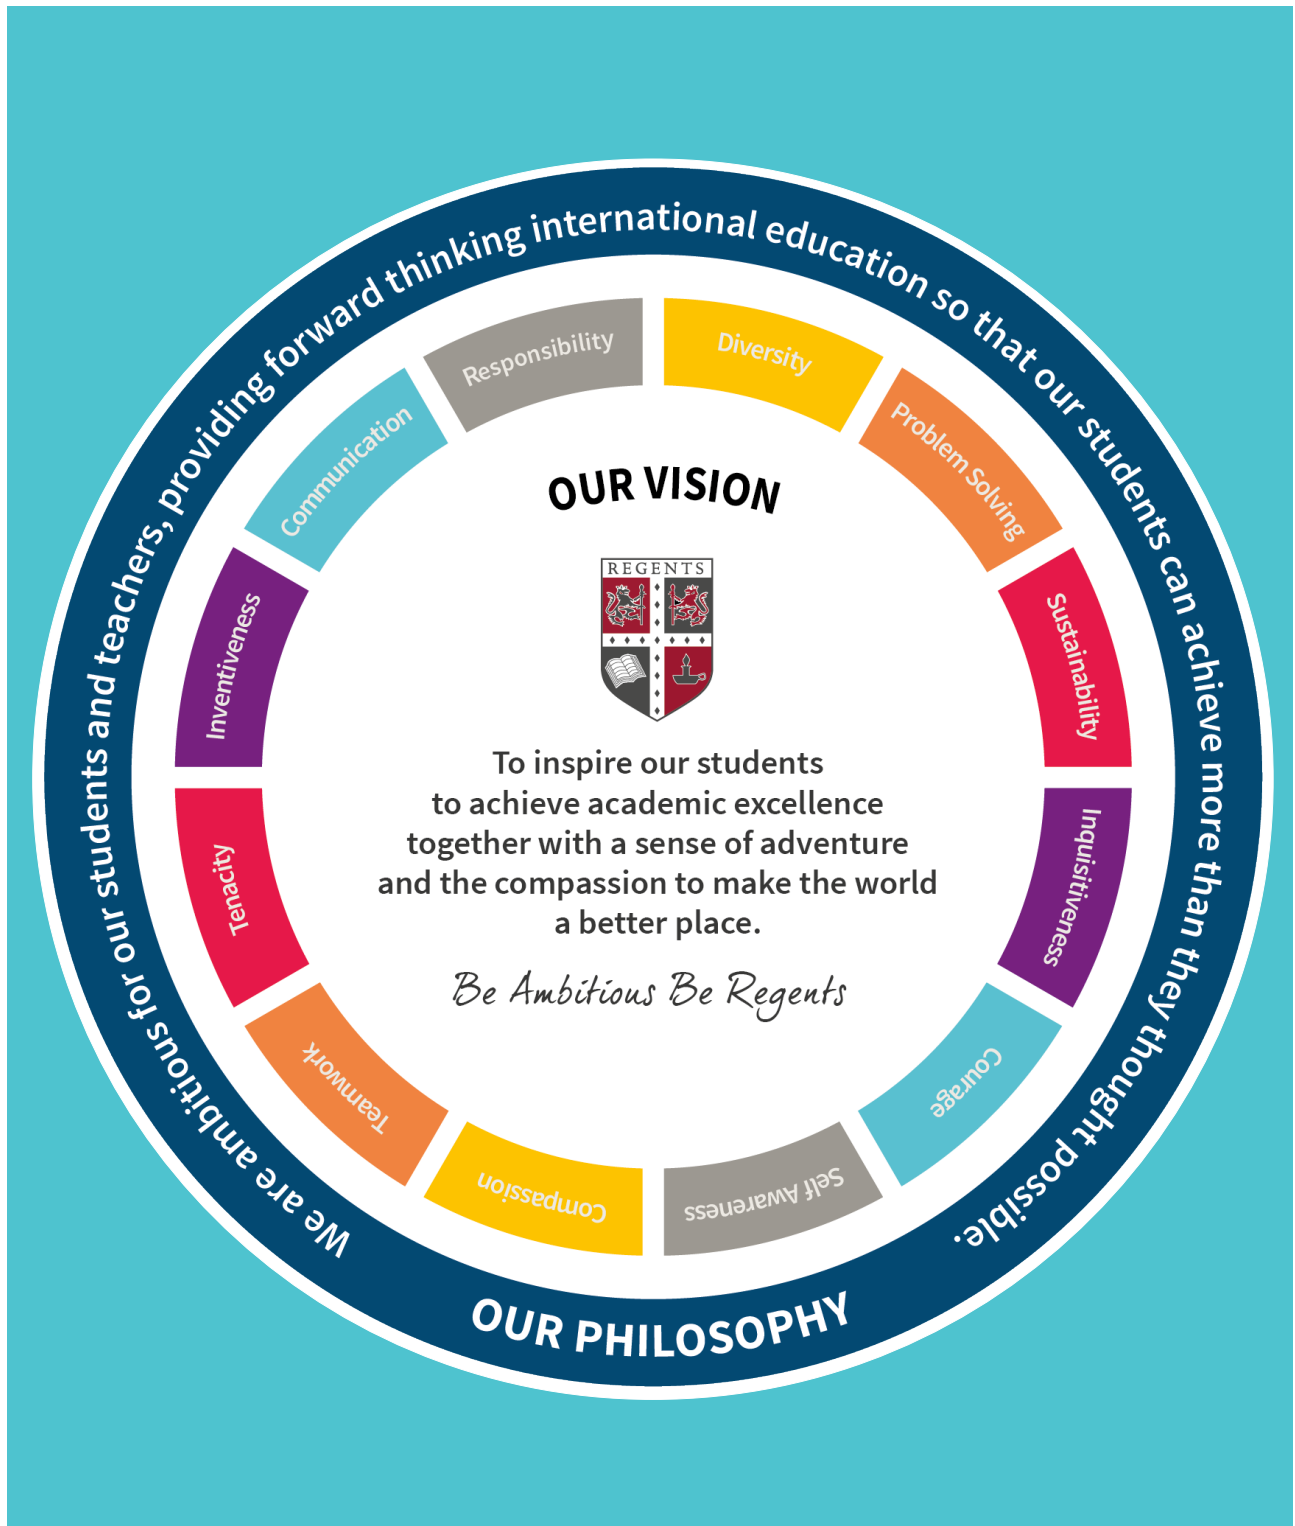 We are ambitious for our students and teachers, providing forward thinking international education so that our students can achieve more than they thought possible.
Responsibility
Diversity
Problem Solving
Sustainability
Inquisitiveness
Courage
Self Awareness
Compassion
Teamwork
Tenacity
Inventiveness
Communication
OUR VISION
REGENTS
To inspire our students
to achieve academic excellence
together with a sense of adventure
and the compassion to make the world
a better place.
Be Ambitious Be Regents
OUR PHILOSOPHY